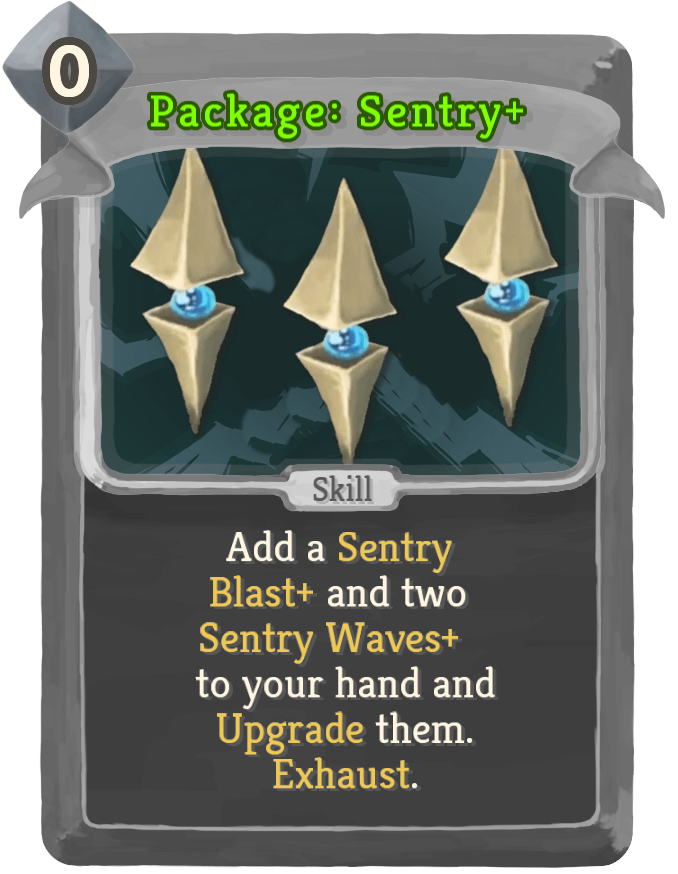 0
Package: Sentry+
Skill
Add a Sentry
Blast+ and two
Sentry Waves+
to your hand and
Upgrade them.
Exhaust.